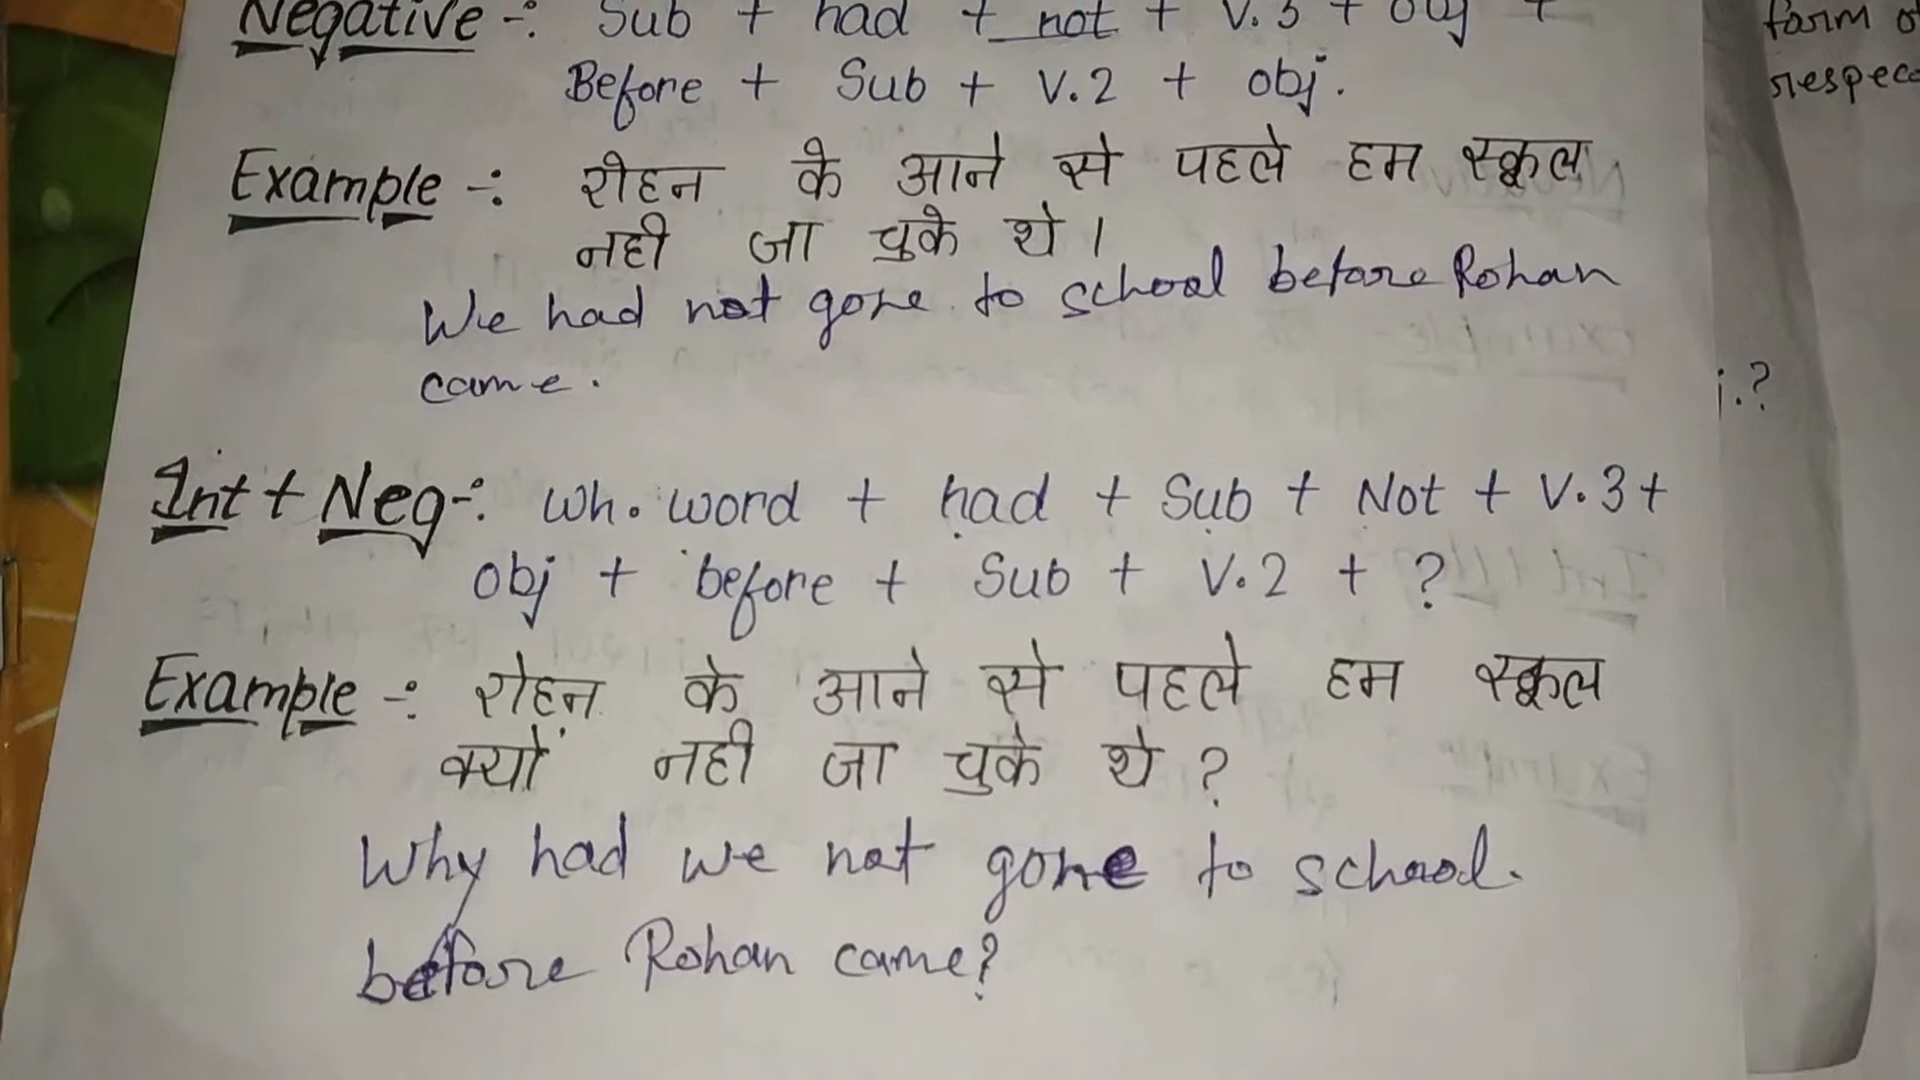 Negative -: Sub + had + not + V.3 + obj +
Before + Sub + V.2 + obj.
Example -: रोहन के आने से पहले हम स्कूल
नही जा चुके थे।
We had not gone to school before Rohan
came.
Int + Neg -: Wh. word + had + Sub + Not + V.3 +
obj + before + Sub + V.2 + ?
Example -: रोहन के आने से पहले हम स्कूल
क्यों नही जा चुके थे ?
Why had we not gone to school.
before Rohan came?
form
?